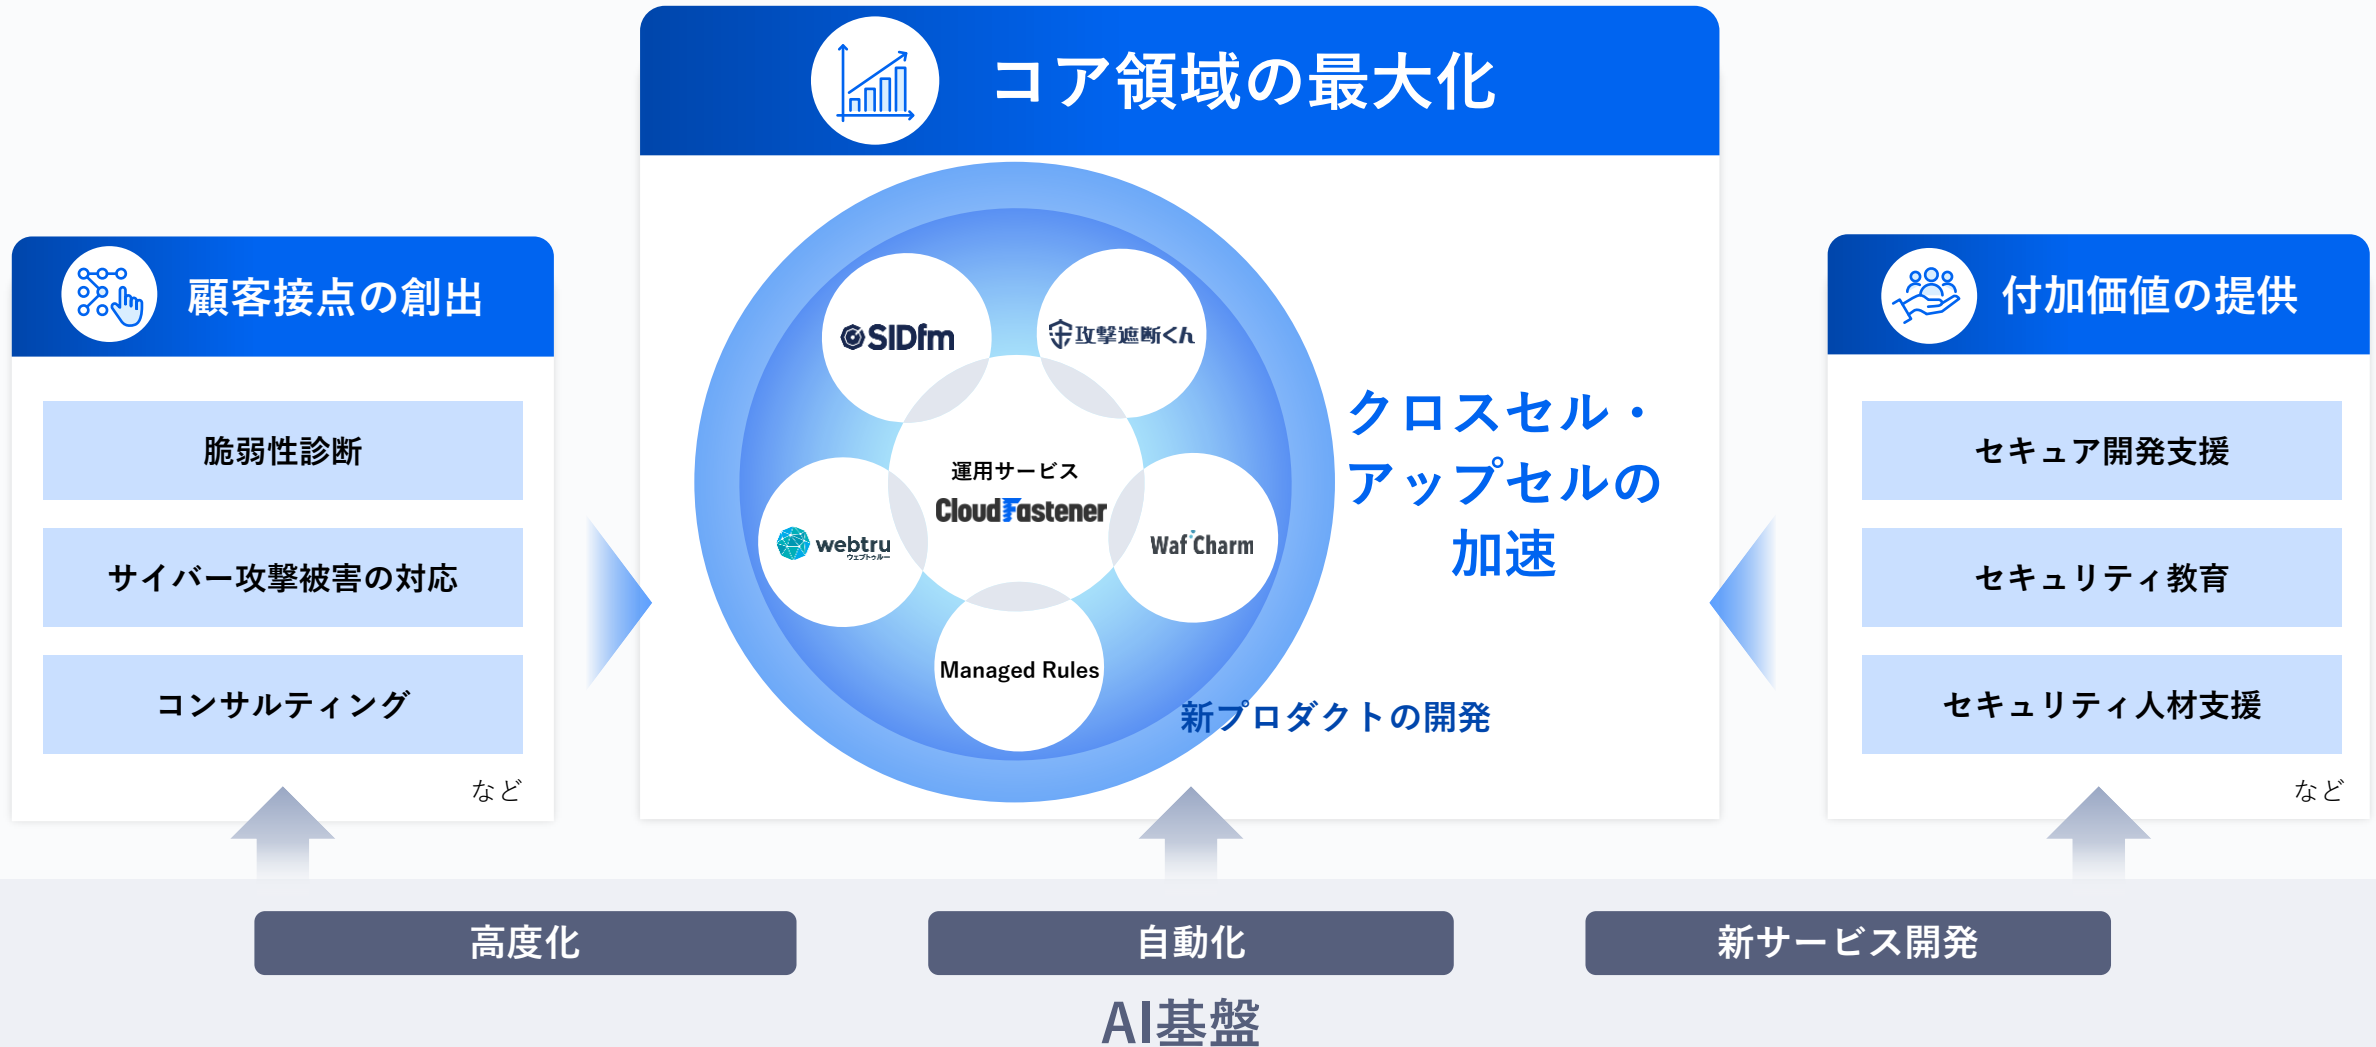 コア領域の最大化
顧客接点の創出
脆弱性診断
サイバー攻撃被害の対応
コンサルティング
など
SIDfm
攻撃遮断くん
運用サービス
CloudFastener
webtru
ウェブトゥルー
WafCharm
Managed Rules
クロスセル・
アップセルの
加速
新プロダクトの開発
付加価値の提供
セキュア開発支援
セキュリティ教育
セキュリティ人材支援
など
高度化
自動化
新サービス開発
AI基盤